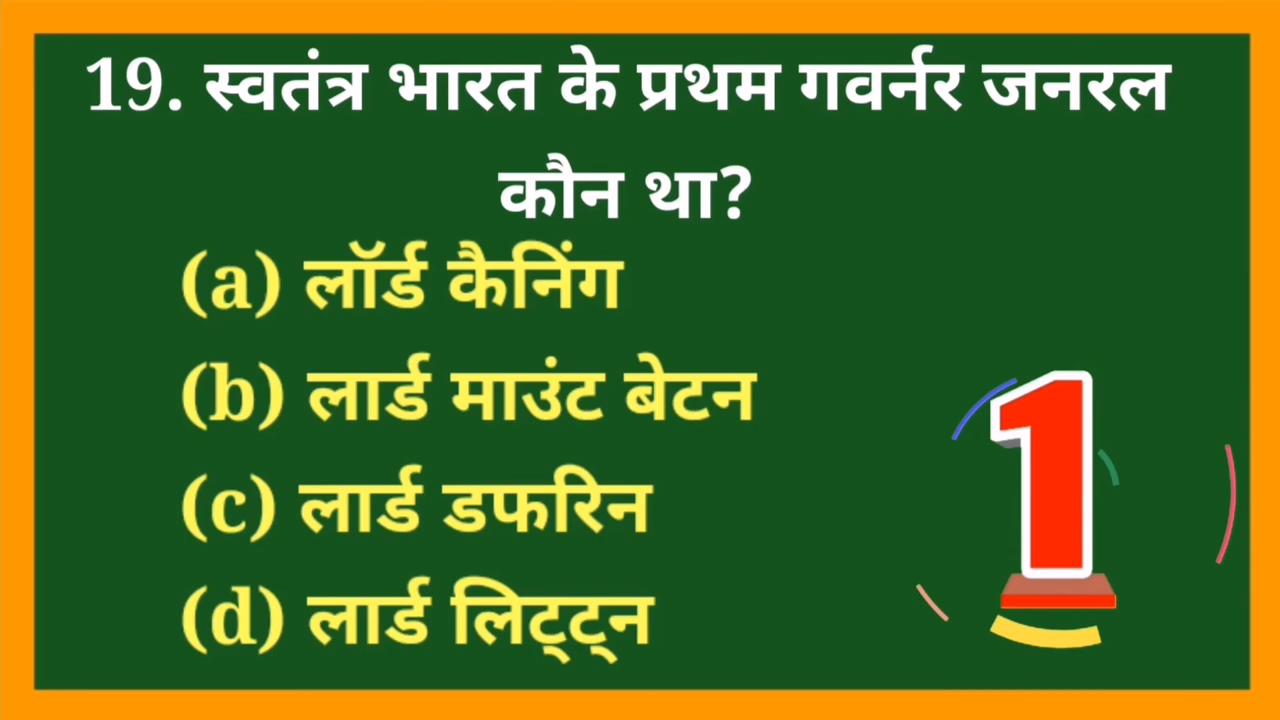 19. स्वतंत्र भारत के प्रथम गवर्नर जनरल
कौन था?
(a) लॉर्ड कैनिंग
(b) लार्ड माउंट बेटन
(c) लार्ड डफरिन
(d) लार्ड लिट्ट्न
1